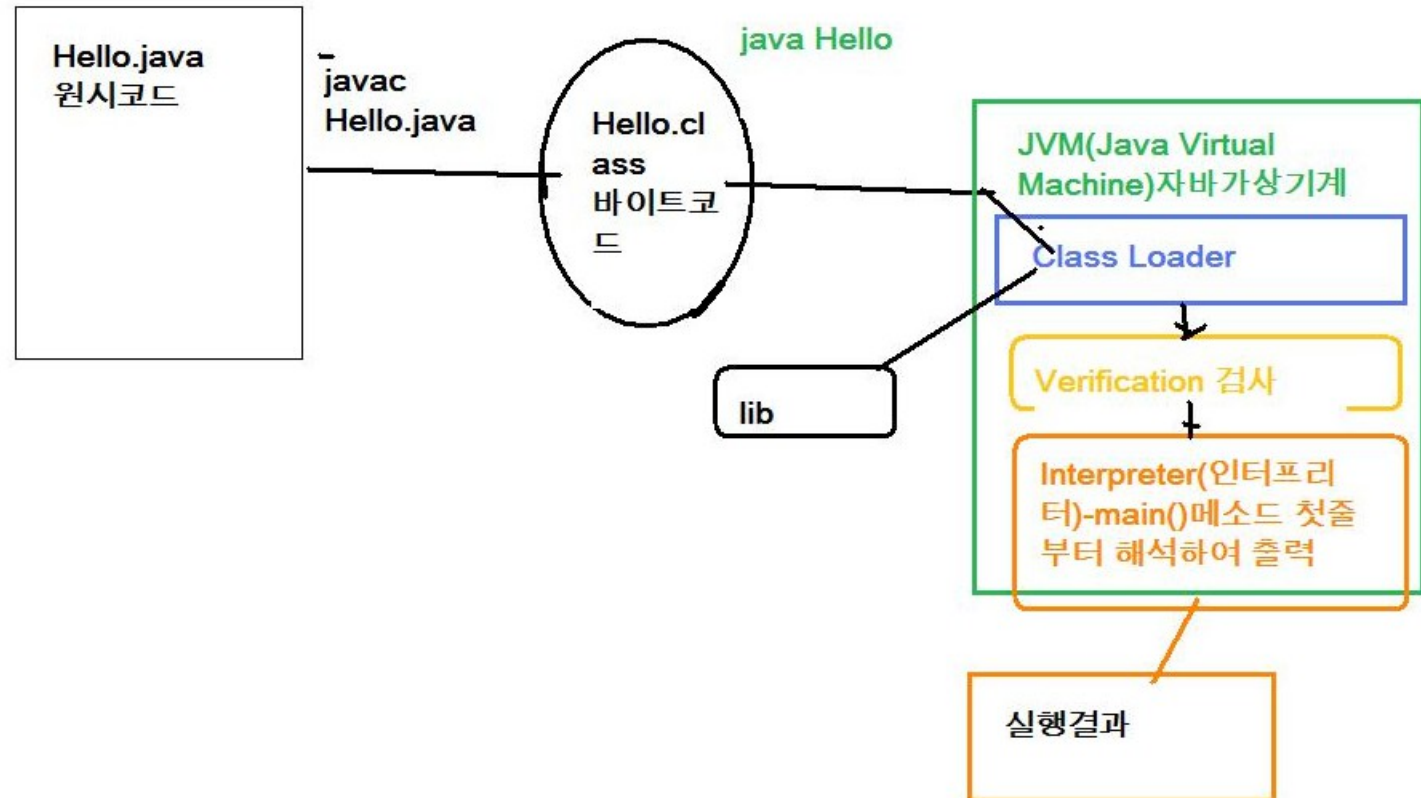 Hello.java
원시코드
javac
Hello.java
Hello.cl
ass
바이트코
드
java Hello
JVM(Java Virtual
Machine)자바가상기계
Class Loader
lib
Verification 검사
Interpreter(인터프리
터)-main()메소드 첫줄
부터 해석하여 출력
실행결과